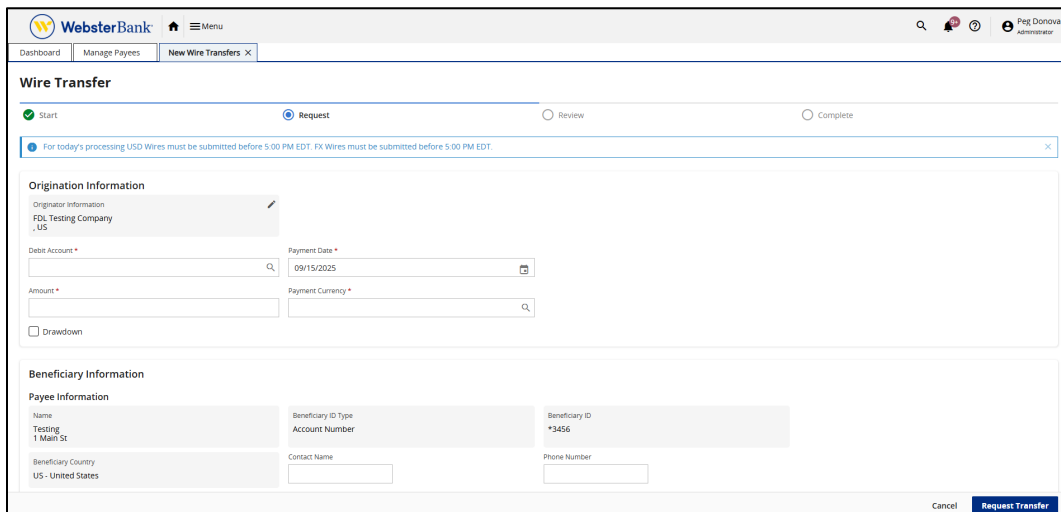 WebsterBank
Menu
9+
Peg Donova
Administrator
Dashboard
Manage Payees
New Wire Transfers X
Wire Transfer
Start
Request
Review
Complete
For today's processing USD Wires must be submitted before 5:00 PM EDT. FX Wires must be submitted before 5:00 PM EDT.
Origination Information
Originator Information
FDL Testing Company
, US
Debit Account *
Payment Date *
09/15/2025
Amount *
Payment Currency *
Drawdown
Beneficiary Information
Payee Information
Name
Testing
1 Main St
Beneficiary ID Type
Account Number
Beneficiary ID
*3456
Beneficiary Country
US - United States
Contact Name
Phone Number
Cancel
Request Transfer